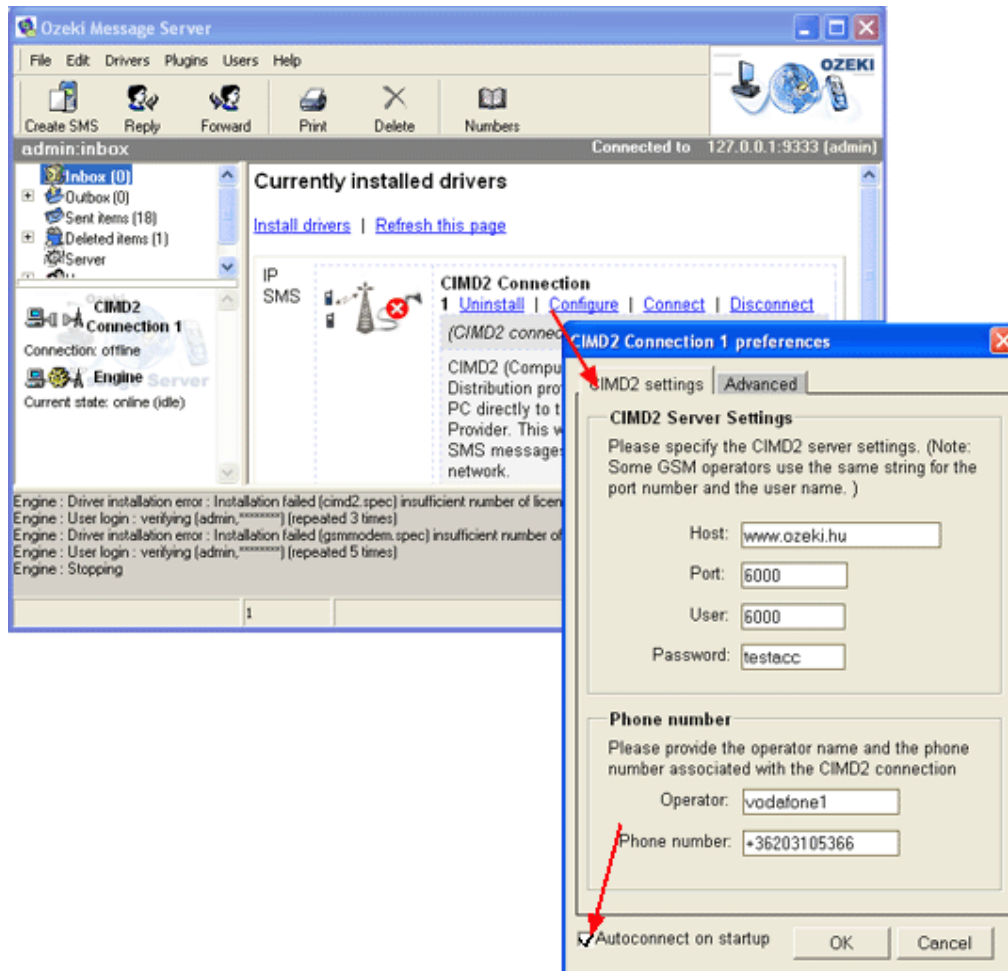 Ozeki Message Server
File Edit Drivers Plugins Users Help
OZEKI
Create SMS Reply Forward Print Delete Numbers
admin:inbox Connected to 127.0.0.1:9333 (admin)
Inbox (0)
Outbox (0)
Sent items (18)
Deleted items (1)
Server
CIMD2
Connection 1
Connection: offline
Engine
Server
Current state: online (idle)
Currently installed drivers
Install drivers | Refresh this page
IP
SMS
CIMD2 Connection
1 Uninstall | Configure | Connect | Disconnect
(CIMD2 connec
CIMD2 (Compu
Distribution pro
PC directly to t
Provider. This w
SMS messages
network.
Engine : Driver installation error : Installation failed (cimd2.spec) insufficient number of licen
Engine : User login : verifying (admin,********) (repeated 3 times)
Engine : Driver installation error : Installation failed (gsmmodem.spec) insufficient number of
Engine : User login : verifying (admin,********) (repeated 5 times)
Engine : Stopping
1
CIMD2 Connection 1 preferences
CIMD2 settings Advanced
CIMD2 Server Settings
Please specify the CIMD2 server settings. (Note:
Some GSM operators use the same string for the
port number and the user name. )
Host: www.ozeki.hu
Port: 6000
User: 6000
Password: testacc
Phone number
Please provide the operator name and the phone
number associated with the CIMD2 connection
Operator: vodafone1
Phone number: +36203105366
Autoconnect on startup OK Cancel